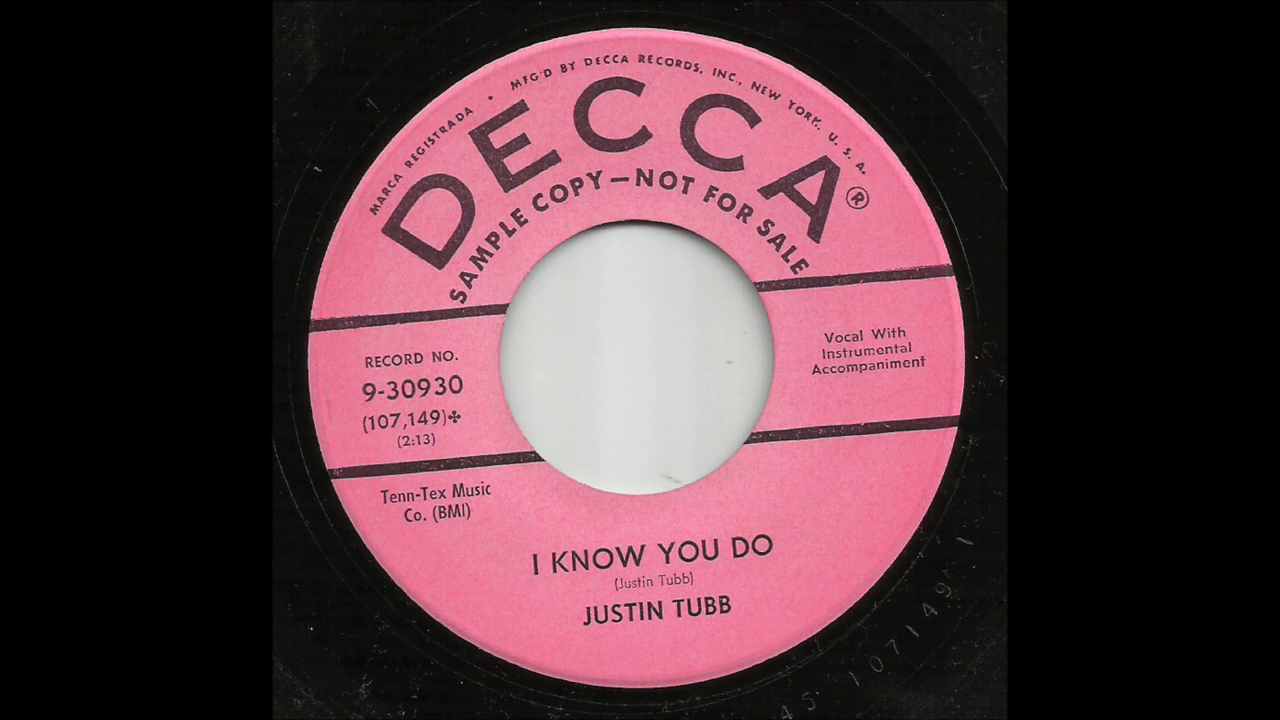 MARCA REGISTRADA • MFG'D BY DECCA RECORDS, INC., NEW YORK, U. S. A.
DECCA®
SAMPLE COPY—NOT FOR SALE
RECORD NO.
9-30930
(107,149)✤
(2:13)
Vocal With
Instrumental
Accompaniment
Tenn-Tex Music
Co. (BMI)
I KNOW YOU DO
(Justin Tubb)
JUSTIN TUBB
45 107149